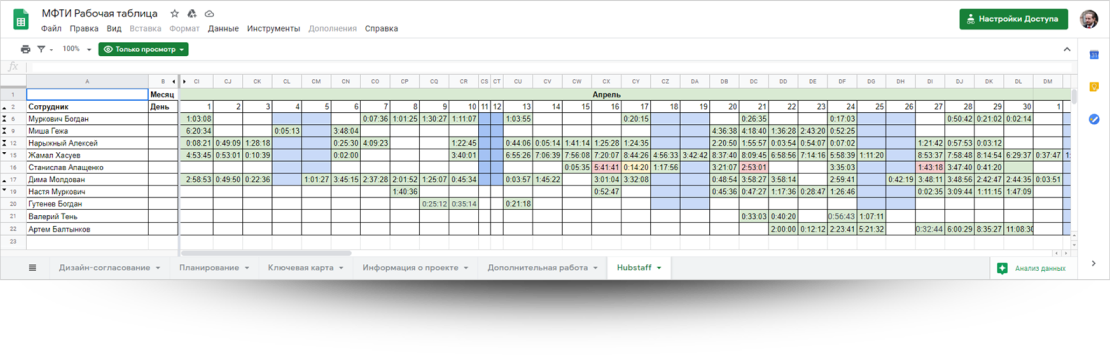 МФТИ Рабочая таблица
Файл Правка Вид Вставка Формат Данные Инструменты Дополнения Справка
Настройки Доступа
100% Только просмотр
fx
A B CI CJ CK CL CM CN CO CP CQ CR CS CT CU CV CW CX CY CZ DA DB DC DD DE DF DG DH DI DJ DK DL DM
1 Месяц Апрель
2 Сотрудник День 1 2 3 4 5 6 7 8 9 10 11 12 13 14 15 16 17 18 19 20 21 22 23 24 25 26 27 28 29 30 1
6 Муркович Богдан 1:03:08 0:07:36 1:01:25 1:30:27 1:11:07 1:03:55 0:20:15 0:26:35 0:17:03 0:50:42 0:21:02 0:02:14
9 Миша Гежа 6:20:34 0:05:13 3:48:04 4:36:38 4:18:40 1:36:28 2:43:20 0:52:25
12 Нарыжный Алексей 0:08:21 0:49:09 1:28:18 0:25:30 4:09:23 1:22:45 0:44:06 0:05:14 1:41:14 1:25:28 1:24:35 2:20:50 1:55:57 0:03:54 0:54:07 0:07:02 1:21:42 0:57:53 0:03:12
15 Жамал Хасуев 4:53:45 0:53:01 0:10:39 0:02:00 3:40:01 6:55:26 7:06:39 7:56:08 7:20:07 8:44:26 4:56:33 3:42:42 8:37:40 8:09:45 6:58:56 7:14:16 5:58:39 1:11:20 8:53:37 7:58:48 8:14:54 6:29:37 0:37:47
16 Станислав Апащенко 0:05:35 5:41:41 0:14:20 1:17:56 3:21:07 2:53:01 3:35:03 1:43:18 3:47:40 0:41:20
17 Дима Молдован 2:58:53 0:49:50 0:22:36 1:01:27 3:45:15 2:37:28 2:01:52 1:25:07 0:45:34 0:03:57 1:45:22 3:01:04 3:32:08 0:48:54 3:58:27 3:58:14 2:59:41 0:42:19 3:48:11 3:48:56 2:42:47 2:44:35 0:03:51
19 Настя Муркович 1:40:36 0:52:47 0:45:36 0:47:27 1:17:36 0:28:47 1:26:46 0:02:35 3:09:44 1:11:15 1:47:09
20 Гутенев Богдан 0:25:12 0:35:14 0:21:18
21 Валерий Тень 0:33:03 0:40:20 0:56:43 1:07:11
22 Артем Балтынков 2:00:00 0:12:12 2:23:41 5:21:32 0:32:44 6:00:29 8:35:27 11:08:30
23
Дизайн-согласование Планирование Ключевая карта Информация о проекте Дополнительная работа Hubstaff Анализ данных